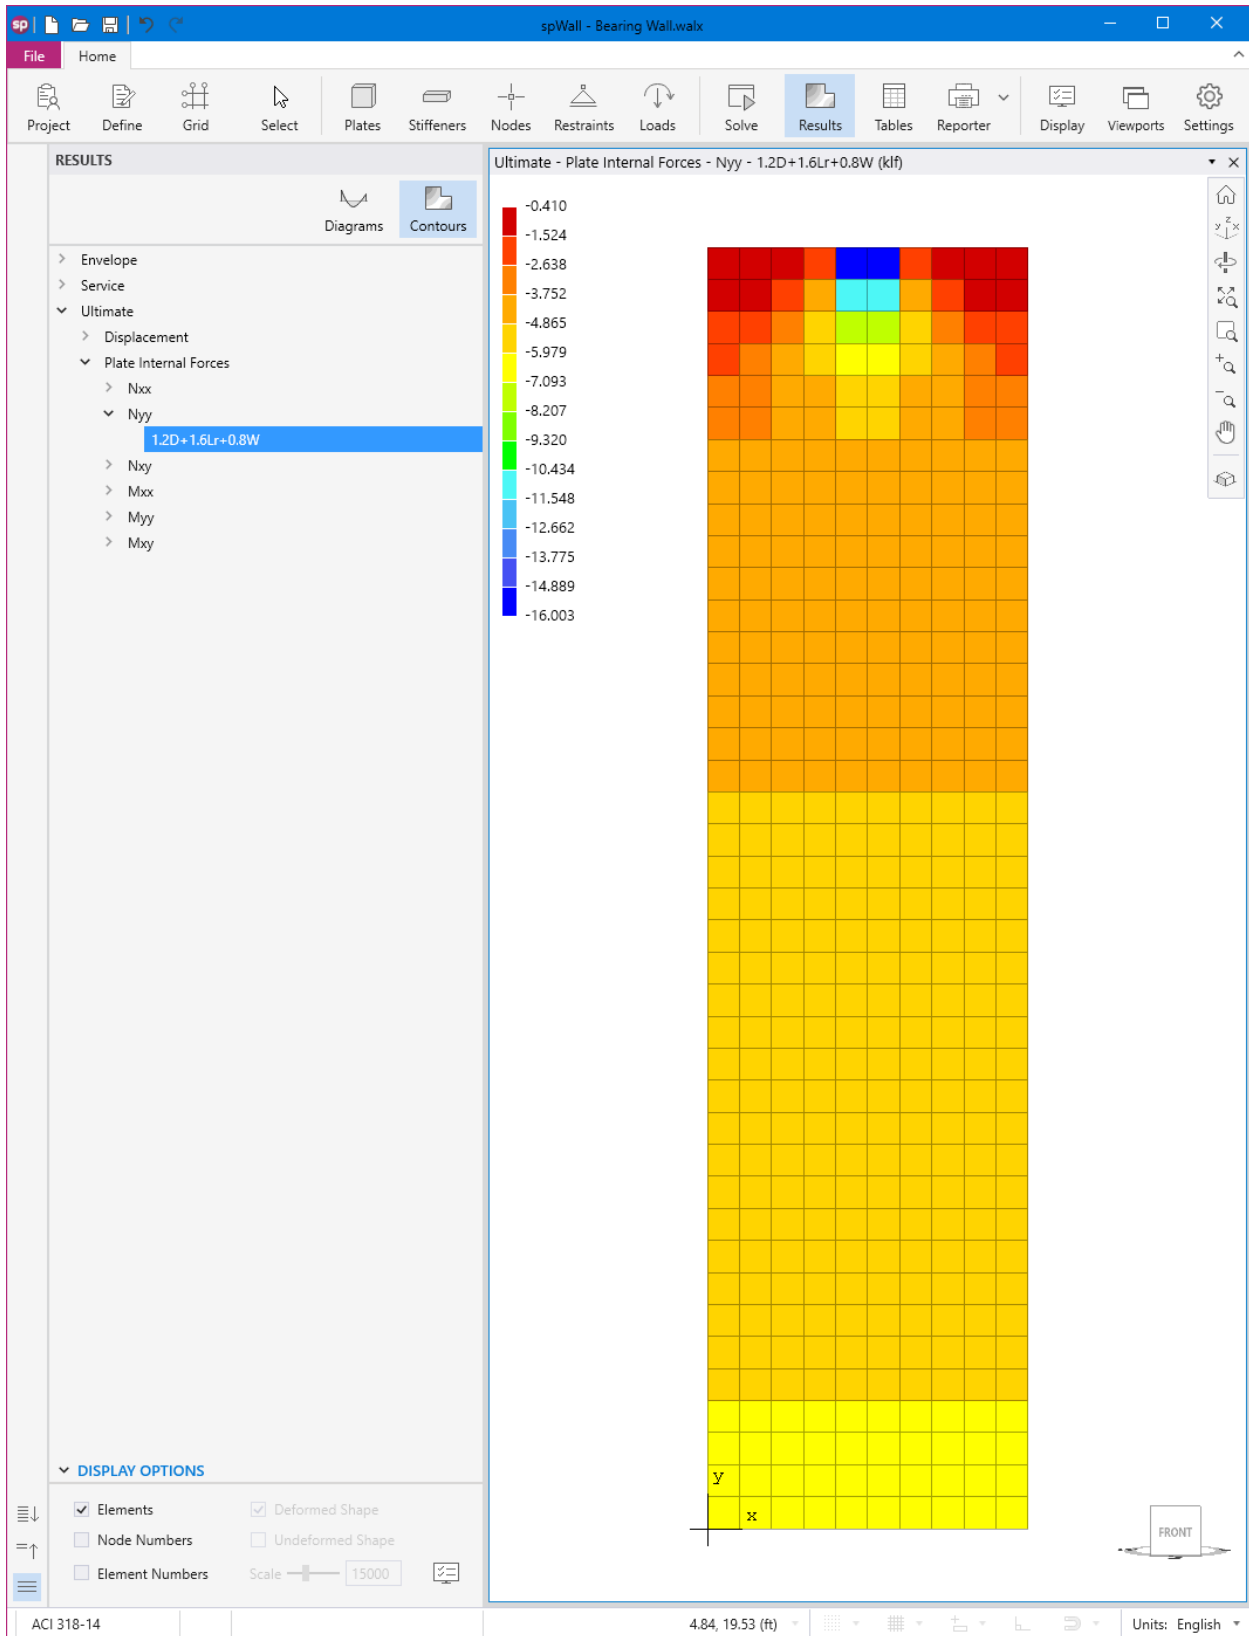 sp spWall - Bearing Wall.walx
File Home
Project Define Grid Select Plates Stiffeners Nodes Restraints Loads Solve Results Tables Reporter Display Viewports Settings
RESULTS
Diagrams Contours
Envelope
Service
Ultimate
Displacement
Plate Internal Forces
Nxx
Nyy
1.2D+1.6Lr+0.8W
Nxy
Mxx
Myy
Mxy
DISPLAY OPTIONS
Elements Deformed Shape
Node Numbers Undeformed Shape
Element Numbers Scale 15000
Ultimate - Plate Internal Forces - Nyy - 1.2D+1.6Lr+0.8W (klf)
-0.410
-1.524
-2.638
-3.752
-4.865
-5.979
-7.093
-8.207
-9.320
-10.434
-11.548
-12.662
-13.775
-14.889
-16.003
y
x
y z x
FRONT
ACI 318-14 4.84, 19.53 (ft) Units: English